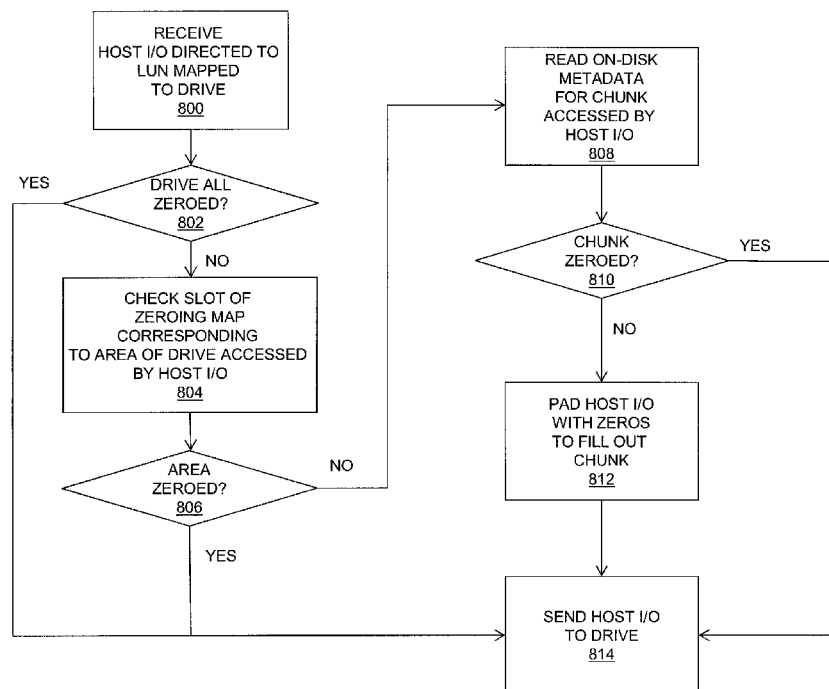 RECEIVE
HOST I/O DIRECTED TO
LUN MAPPED
TO DRIVE
800
YES
DRIVE ALL
ZEROED?
802
NO
CHECK SLOT OF
ZEROING MAP
CORRESPONDING
TO AREA OF DRIVE ACCESSED
BY HOST I/O
804
AREA
ZEROED?
806
NO
YES
READ ON-DISK
METADATA
FOR CHUNK
ACCESSED BY
HOST I/O
808
CHUNK
ZEROED?
810
YES
NO
PAD HOST I/O
WITH ZEROS
TO FILL OUT
CHUNK
812
SEND HOST I/O
TO DRIVE
814